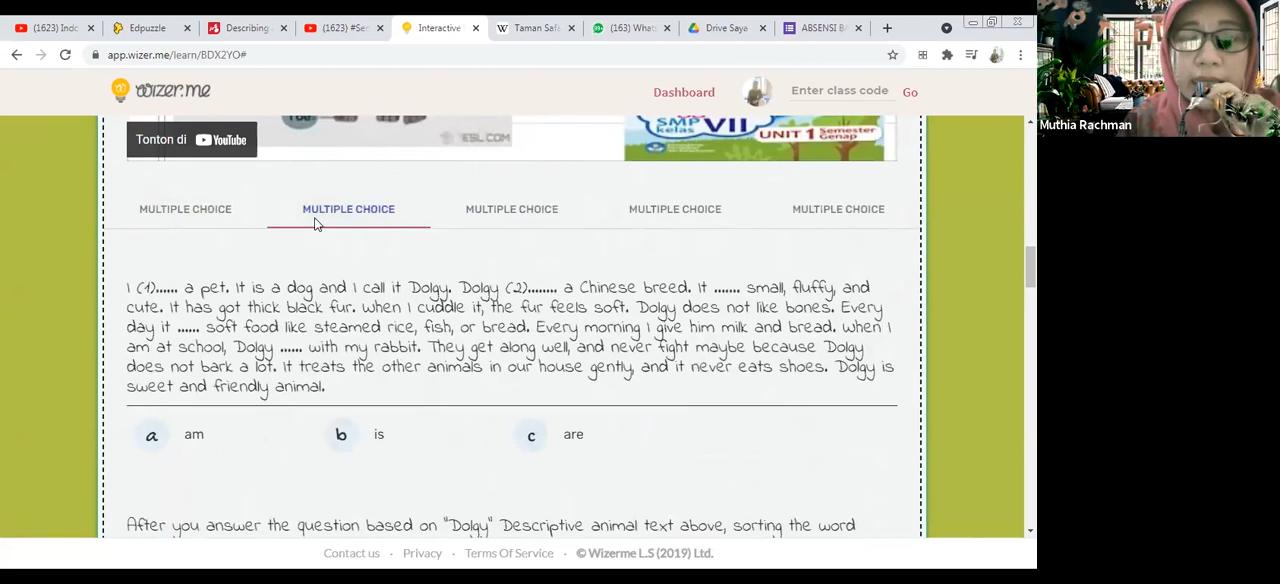 (1623) Indo
Edpuzzle
Describing
(1623) #Ser
Interactive
Taman Safa
(163) What
Drive Saya
ABSENSI B
app.wizer.me/learn/BDX2YO#
wizer.me
Dashboard
Enter class code
Go
Muthia Rachman
Tonton di YouTube
ESL.COM
SMP kelas VII
UNIT 1 Semester Genap
MULTIPLE CHOICE
MULTIPLE CHOICE
MULTIPLE CHOICE
MULTIPLE CHOICE
MULTIPLE CHOICE
I (1)...... a pet. It is a dog and I call it Dolgy. Dolgy (2)........ a Chinese breed. It ....... small, fluffy, and
cute. It has got thick black fur. When I cuddle it, the fur feels soft. Dolgy does not like bones. Every
day it ...... soft food like steamed rice, fish, or bread. Every morning I give him milk and bread. When I
am at school, Dolgy ...... with my rabbit. They get along well, and never fight maybe because Dolgy
does not bark a lot. It treats the other animals in our house gently, and it never eats shoes. Dolgy is
sweet and friendly animal.
a am
b is
c are
After you answer the question based on "Dolgy" Descriptive animal text above, sorting the word
Contact us · Privacy · Terms Of Service · © Wizerme L.S (2019) Ltd.